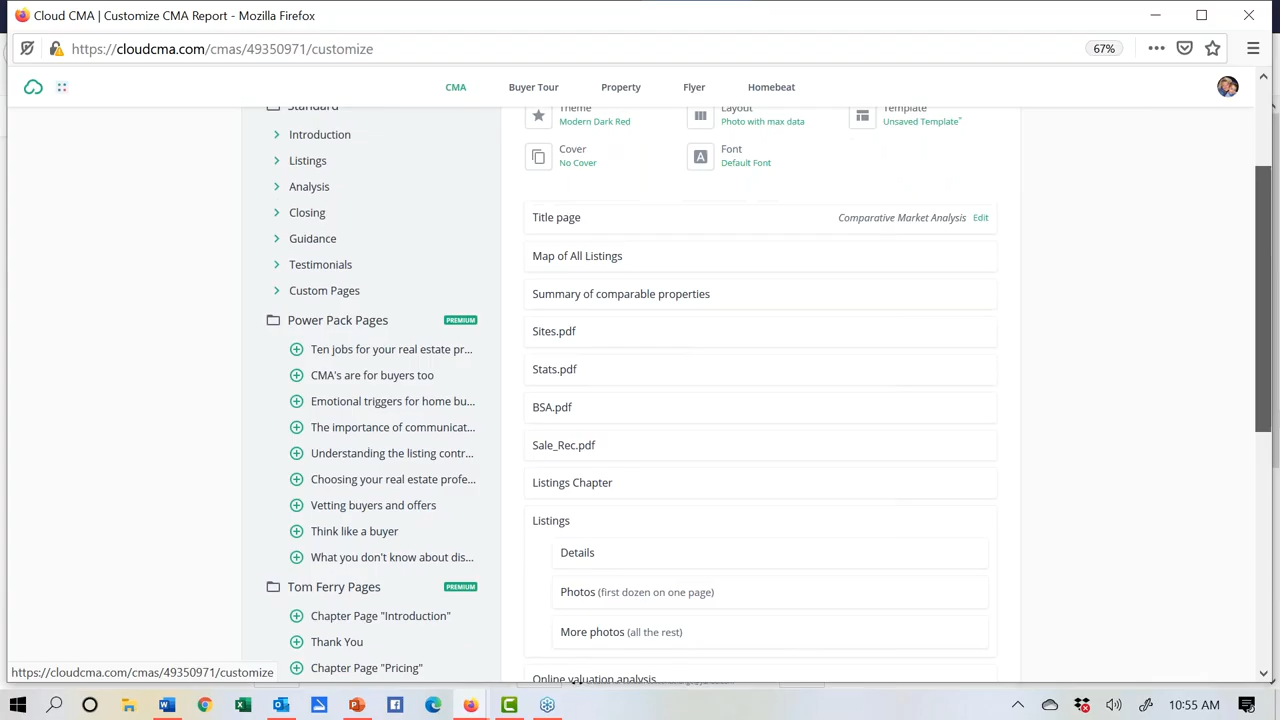 Cloud CMA | Customize CMA Report - Mozilla Firefox
https://cloudcma.com/cmas/49350971/customize
67%
CMA
Buyer Tour
Property
Flyer
Homebeat
Standard
Introduction
Listings
Analysis
Closing
Guidance
Testimonials
Custom Pages
Power Pack Pages
PREMIUM
Ten jobs for your real estate pr...
CMA's are for buyers too
Emotional triggers for home bu...
The importance of communicat...
Understanding the listing contr...
Choosing your real estate profe...
Vetting buyers and offers
Think like a buyer
What you don't know about dis...
Tom Ferry Pages
PREMIUM
Chapter Page "Introduction"
Thank You
Chapter Page "Pricing"
Theme
Modern Dark Red
Layout
Photo with max data
Template
Unsaved Template*
Cover
No Cover
Font
Default Font
Title page
Comparative Market Analysis Edit
Map of All Listings
Summary of comparable properties
Sites.pdf
Stats.pdf
BSA.pdf
Sale_Rec.pdf
Listings Chapter
Listings
Details
Photos (first dozen on one page)
More photos (all the rest)
Online valuation analysis
https://cloudcma.com/cmas/49350971/customize
10:55 AM